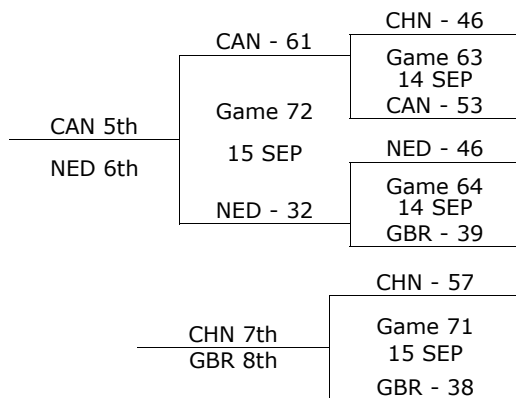 CHN - 46
CAN - 61
Game 63
14 SEP
CAN - 53
Game 72
CAN 5th
15 SEP
NED - 46
NED 6th
Game 64
14 SEP
NED - 32
GBR - 39
CHN - 57
CHN 7th
Game 71
GBR 8th
15 SEP
GBR - 38